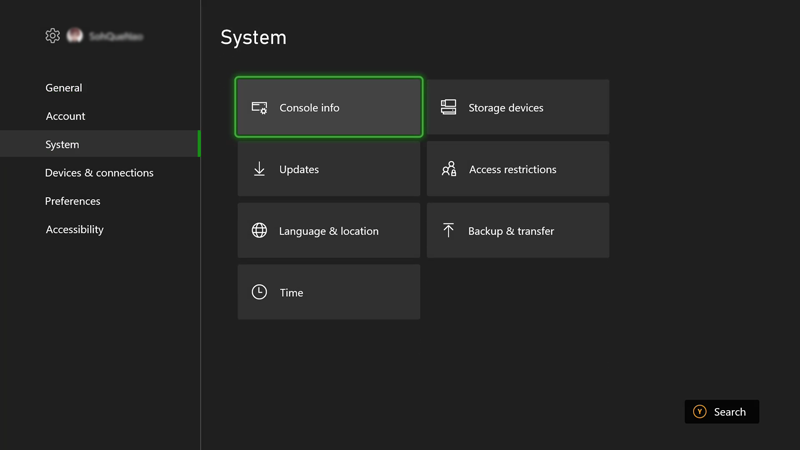 System
General
Account
System
Devices & connections
Preferences
Accessibility
Console info
Storage devices
Updates
Access restrictions
Language & location
Backup & transfer
Time
Y Search